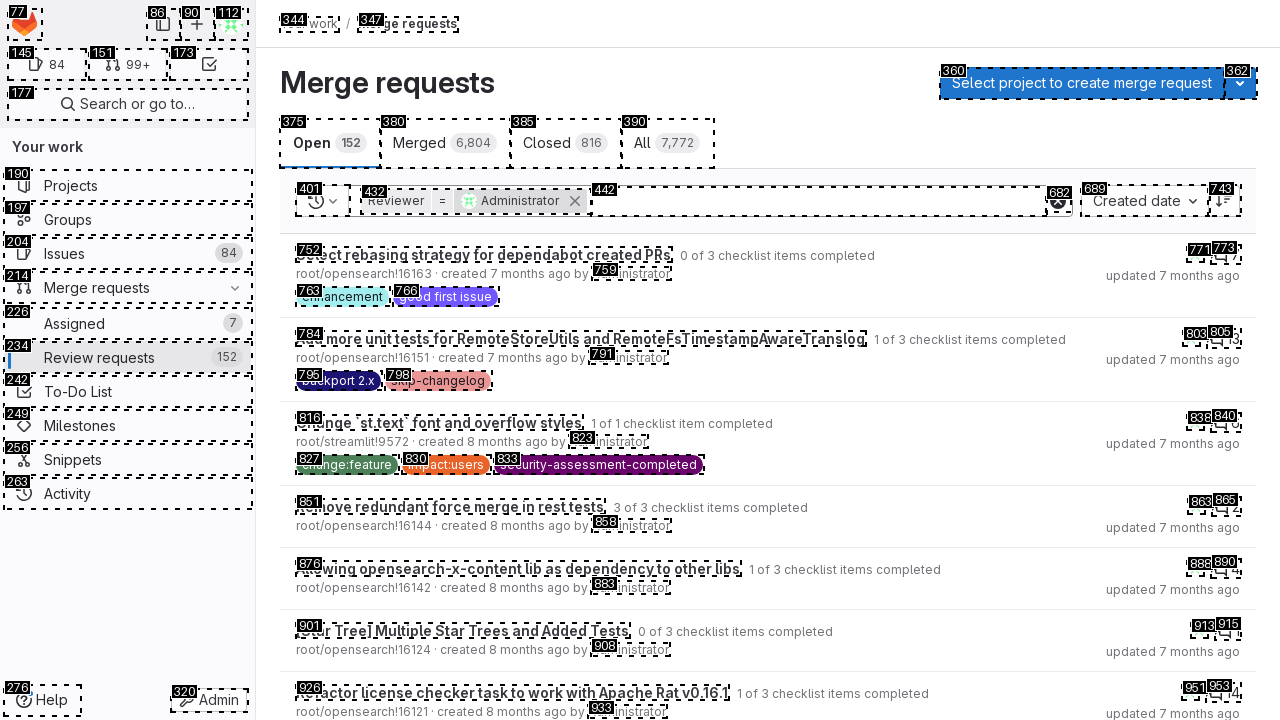 77
86
90
112
145
84
151
99+
173
177
Search or go to…
Your work
190
Projects
197
Groups
204
Issues
84
214
Merge requests
226
Assigned
7
234
Review requests
152
242
To-Do List
249
Milestones
256
Snippets
263
Activity
276
Help
320
Admin
344
work
/
347
Merge requests
Merge requests
360
Select project to create merge request
362
375
Open 152
380
Merged 6,804
385
Closed 816
390
All 7,772
401
432
Reviewer = Administrator
442
682
689
Created date
743
752
rebasing strategy for dependabot created PRs
0 of 3 checklist items completed
771
773
root/opensearch!16163 · created 7 months ago by
759
updated 7 months ago
763
enhancement
766
good first issue
784
more unit tests for RemoteStoreUtils and RemoteFsTimestampAwareTranslog
1 of 3 checklist items completed
803
805
root/opensearch!16151 · created 7 months ago by
791
updated 7 months ago
795
backport 2.x
798
skip-changelog
816
Change `st.text` font and overflow styles
1 of 1 checklist item completed
838
840
root/streamlit!9572 · created 8 months ago by
823
updated 7 months ago
827
change:feature
830
impact:users
833
security-assessment-completed
851
Remove redundant force merge in rest tests
3 of 3 checklist items completed
863
865
root/opensearch!16144 · created 8 months ago by
858
updated 7 months ago
876
Allowing opensearch-x-content lib as dependency to other libs
1 of 3 checklist items completed
888
890
root/opensearch!16142 · created 8 months ago by
883
updated 7 months ago
901
[Star Tree] Multiple Star Trees and Added Tests
0 of 3 checklist items completed
913
915
root/opensearch!16124 · created 8 months ago by
908
updated 7 months ago
926
Refactor license checker task to work with Apache Rat v0.16.1
1 of 3 checklist items completed
951
953
root/opensearch!16121 · created 8 months ago by
933
updated 7 months ago